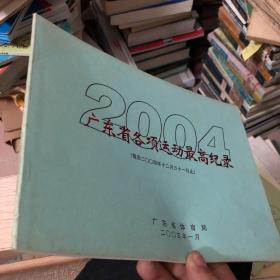 2004
广东省各项运动最高纪录
(截至二〇〇四年十二月三十一日止)
广东省体育局
二〇〇五年一月